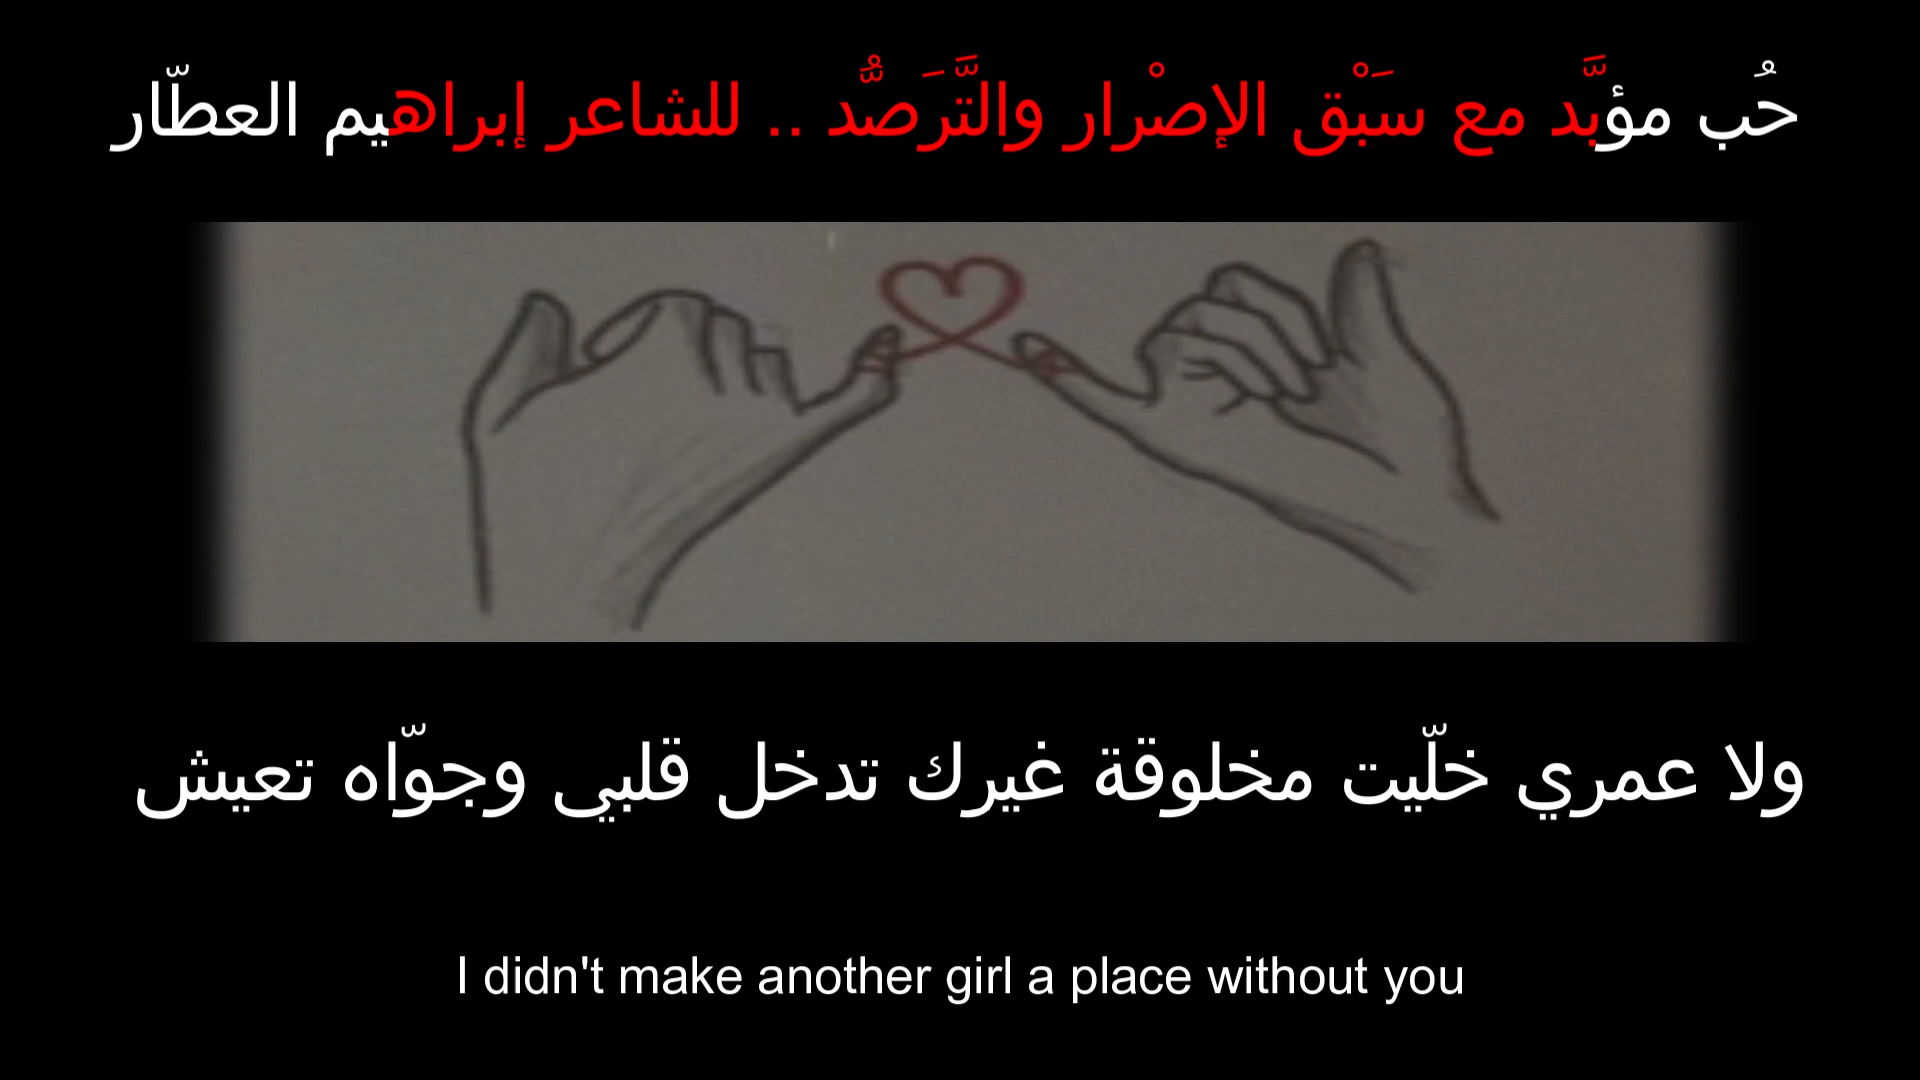 حُب مؤبَّد مع سَبْق الإصْرار والتَّرَصُّد .. للشاعر إبراهيم العطّار
ولا عمري خلّيت مخلوقة غيرك تدخل قلبي وجوّاه تعيش
I didn't make another girl a place without you